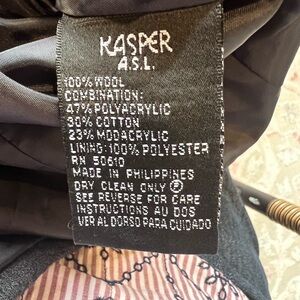 KASPER
A.S.L.
100% WOOL
COMBINATION:
47% POLYACRYLIC
30% COTTON
23% MODACRYLIC
LINING: 100% POLYESTER
RN 50610
MADE IN PHILIPPINES
DRY CLEAN ONLY Ⓟ
SEE REVERSE FOR CARE
INSTRUCTIONS AU DOS
VER AL DORSO PARA CUIDADO